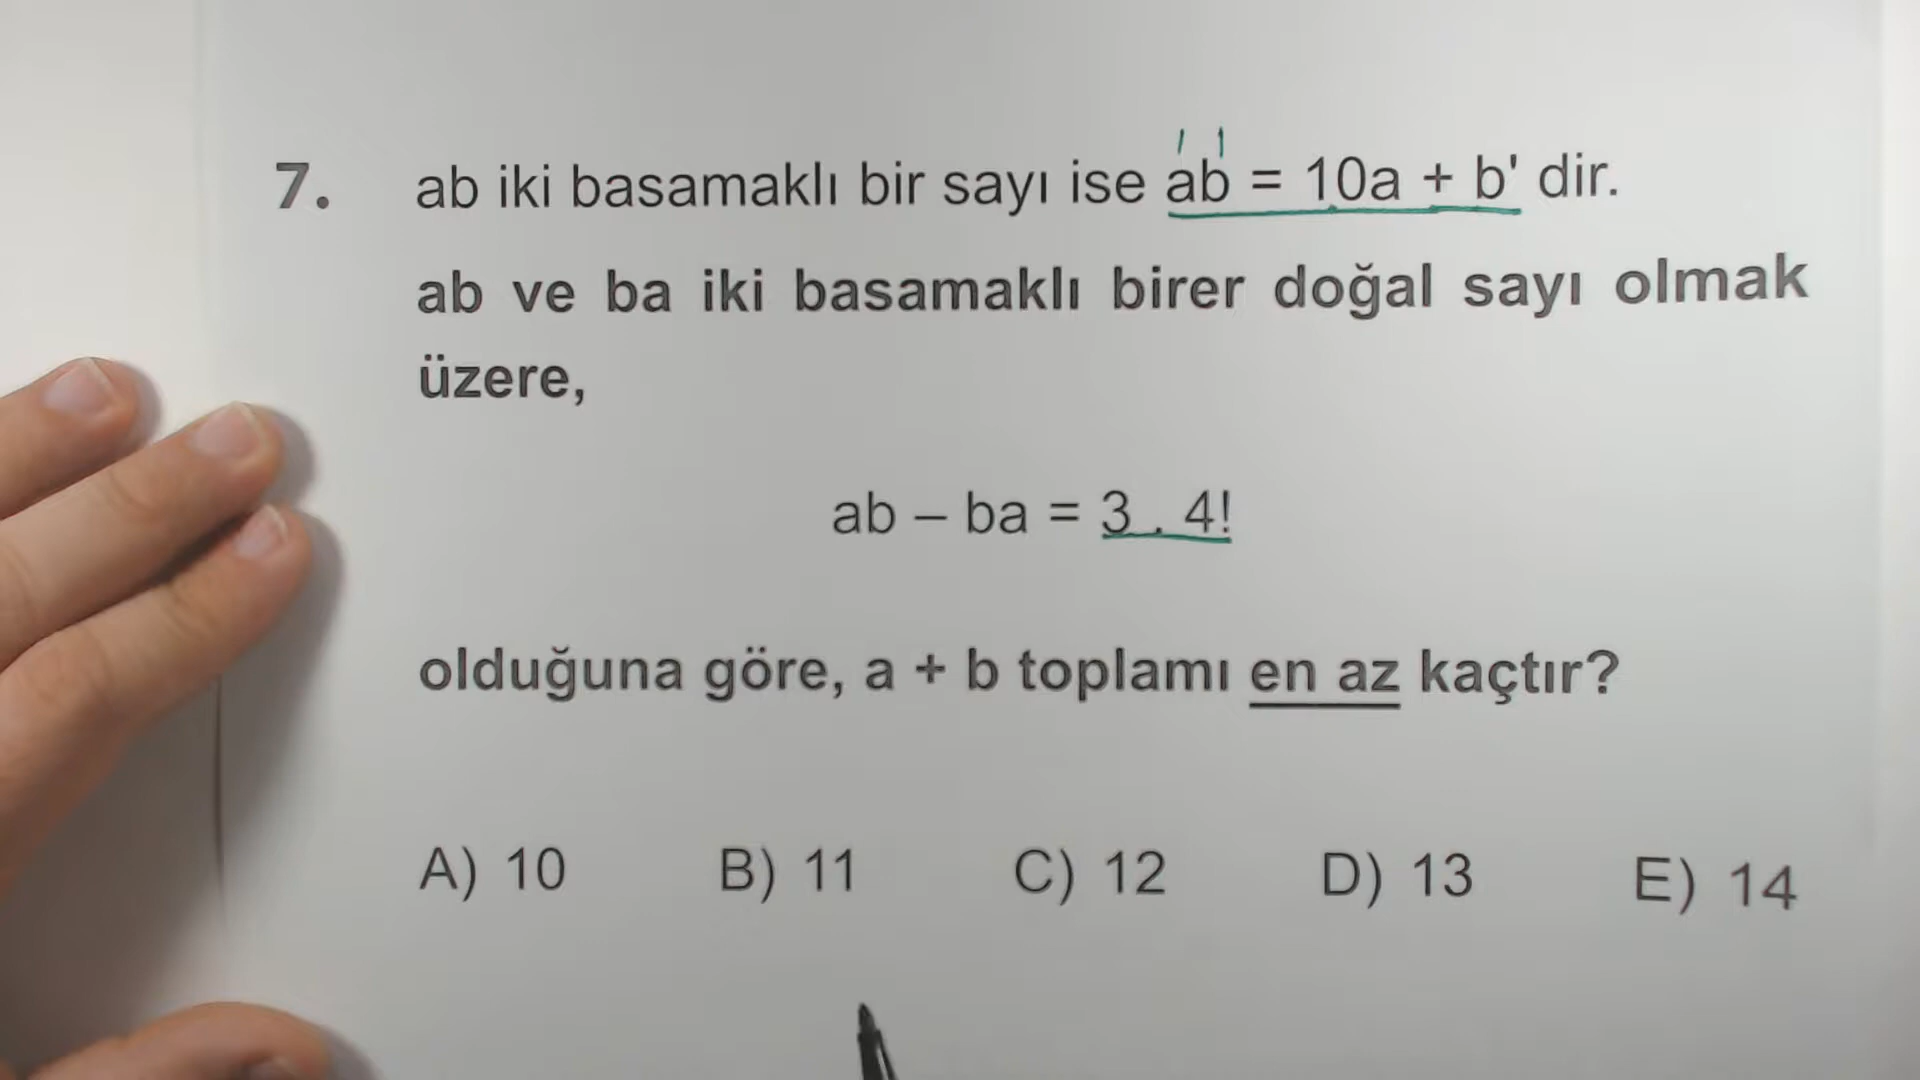 7. ab iki basamaklı bir sayı ise ab = 10a + b' dir.
ab ve ba iki basamaklı birer doğal sayı olmak
üzere,
ab – ba = 3 . 4!
olduğuna göre, a + b toplamı en az kaçtır?
A) 10 B) 11 C) 12 D) 13 E) 14